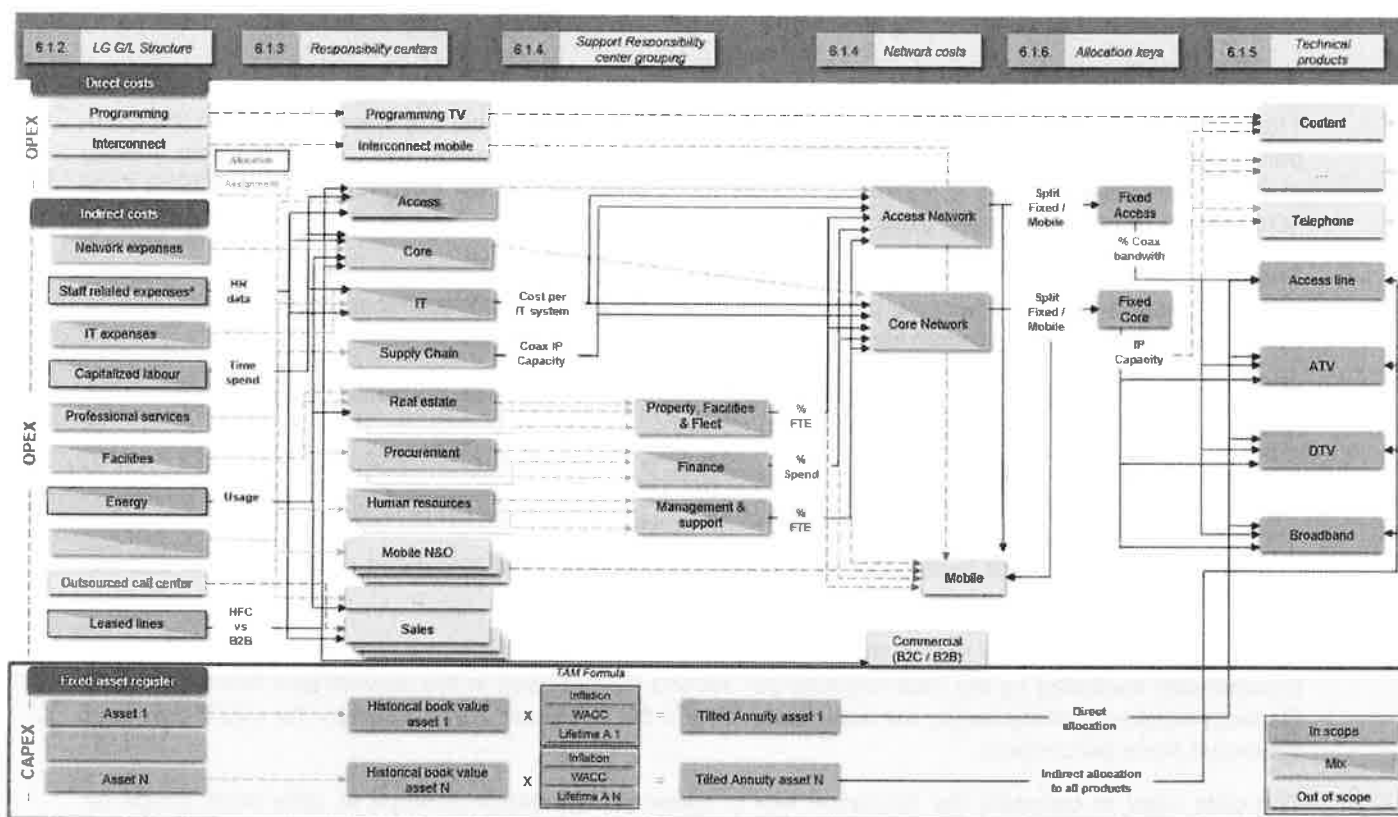 6.1.2. LG G/L Structure
6.1.3 Responsibility centers
6.1.4. Support Responsibility
center grouping
6.1.4 Network costs
6.1.6. Allocation keys
6.1.5 Technical
products
OPEX
Direct costs
Programming
Interconnect
Programming TV
Interconnect mobile
Allocation
Assignment
Content
...
Telephone
OPEX
Indirect costs
Network expenses
Staff related expenses*
IT expenses
Capitalized labour
Professional services
Facilities
Energy
Outsourced call center
Leased lines
HR
data
Time
spend
Usage
HFC
vs
B2B
Access
Core
IT
Supply Chain
Real estate
Procurement
Human resources
Mobile N&O
Sales
Cost per
IT system
Coax IP
Capacity
Property, Facilities
& Fleet
Finance
Management &
support
%
FTE
%
Spend
%
FTE
Access Network
Core Network
Mobile
Commercial
(B2C / B2B)
Split
Fixed /
Mobile
Split
Fixed /
Mobile
Fixed
Access
% Coax
bandwith
Fixed
Core
IP
Capacity
Access line
ATV
DTV
Broadband
CAPEX
Fixed asset register
Asset 1
Asset N
Historical book value
asset 1
Historical book value
asset N
X
X
TAM Formula
Inflation
WACC
Lifetime A 1
Inflation
WACC
Lifetime A N
=
=
Tilted Annuity asset 1
Tilted Annuity asset N
Direct
allocation
Indirect allocation
to all products
In scope
Mix
Out of scope